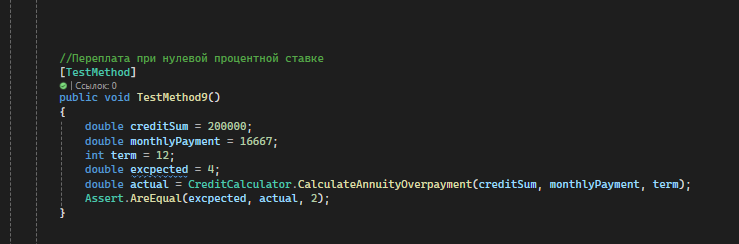 //Переплата при нулевой процентной ставке
[TestMethod]
| Ссылок: 0
public void TestMethod9()
{
double creditSum = 200000;
double monthlyPayment = 16667;
int term = 12;
double excpected = 4;
double actual = CreditCalculator.CalculateAnnuityOverpayment(creditSum, monthlyPayment, term);
Assert.AreEqual(excpected, actual, 2);
}